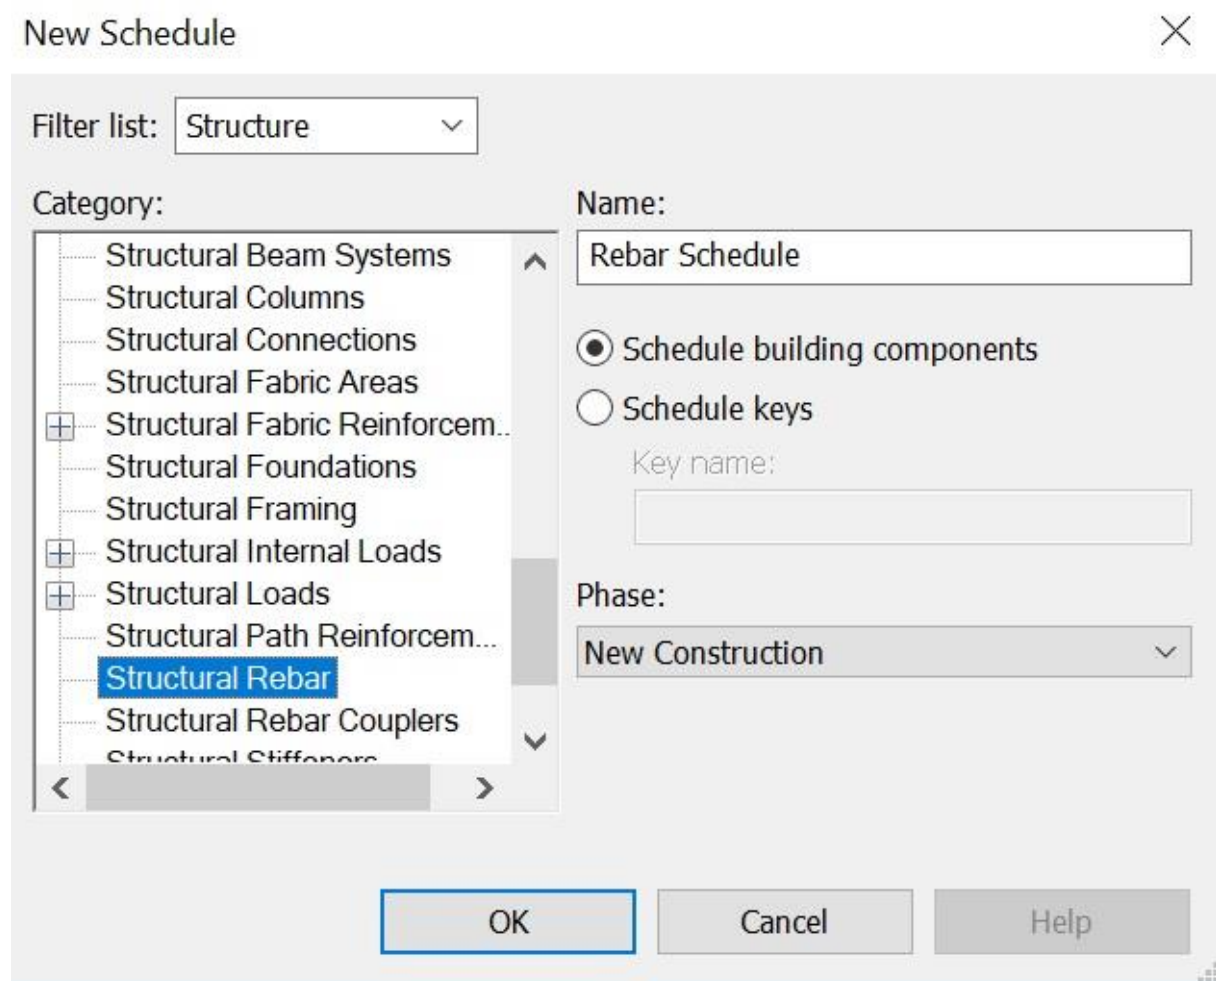 New Schedule
Filter list: Structure
Category:
Structural Beam Systems
Structural Columns
Structural Connections
Structural Fabric Areas
Structural Fabric Reinforcem..
Structural Foundations
Structural Framing
Structural Internal Loads
Structural Loads
Structural Path Reinforcem...
Structural Rebar
Structural Rebar Couplers
Structural Stiffeners
Name:
Rebar Schedule
Schedule building components
Schedule keys
Key name:
Phase:
New Construction
OK
Cancel
Help